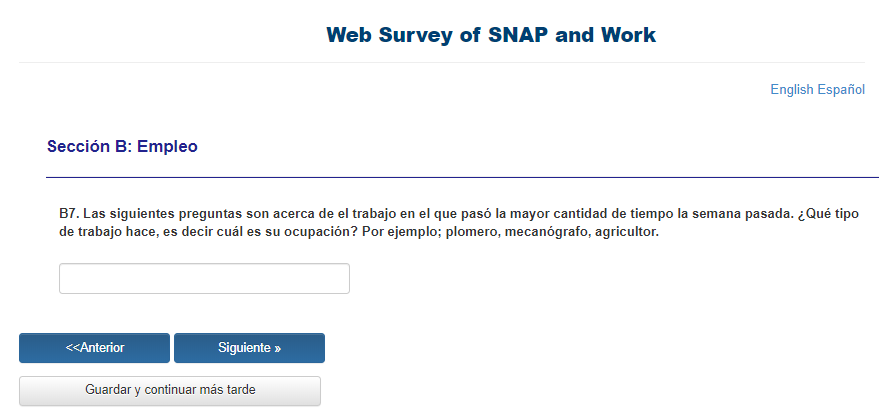 Web Survey of SNAP and Work
English Español
Sección B: Empleo
B7. Las siguientes preguntas son acerca de el trabajo en el que pasó la mayor cantidad de tiempo la semana pasada. ¿Qué tipo
de trabajo hace, es decir cuál es su ocupación? Por ejemplo; plomero, mecanógrafo, agricultor.
<<Anterior
Siguiente »
Guardar y continuar más tarde